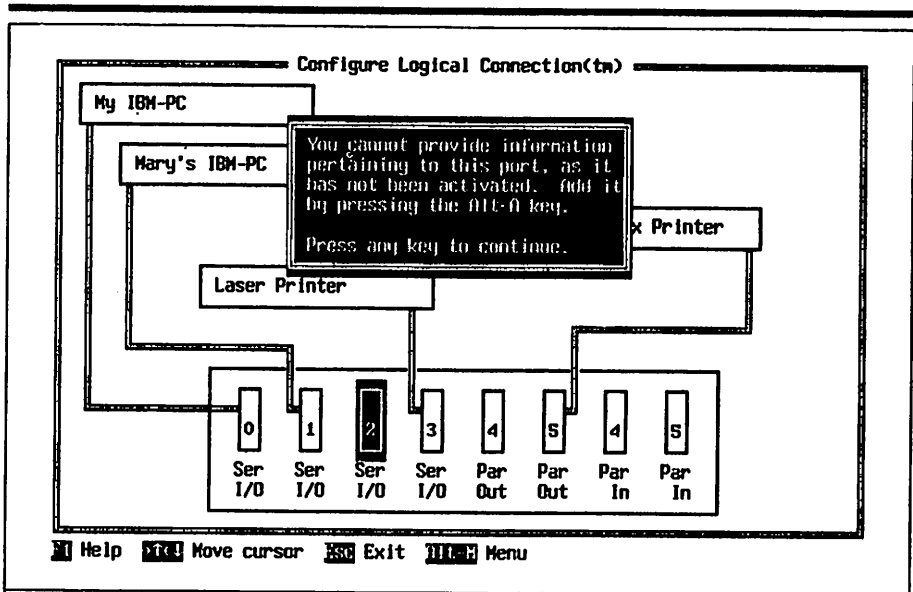 Configure Logical Connection(tm)
My IBM-PC
Mary's IBM-PC
You cannot provide information
pertaining to this port, as it
has not been activated. Add it
by pressing the Alt-A key.
Press any key to continue.
x Printer
Laser Printer
0 1 2 3 4 5 4 5
Ser Ser Ser Ser Par Par Par Par
I/O I/O I/O I/O Out Out In In
F1 Help Move cursor Esc Exit Alt-M Menu